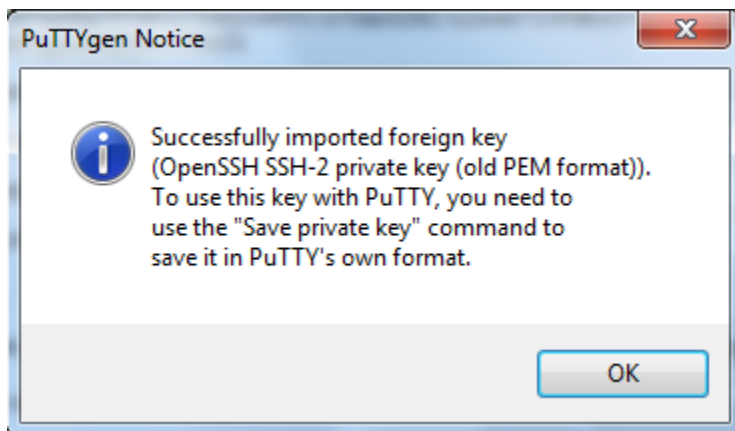 PuTTYgen Notice
Successfully imported foreign key
(OpenSSH SSH-2 private key (old PEM format)).
To use this key with PuTTY, you need to
use the "Save private key" command to
save it in PuTTY's own format.
OK